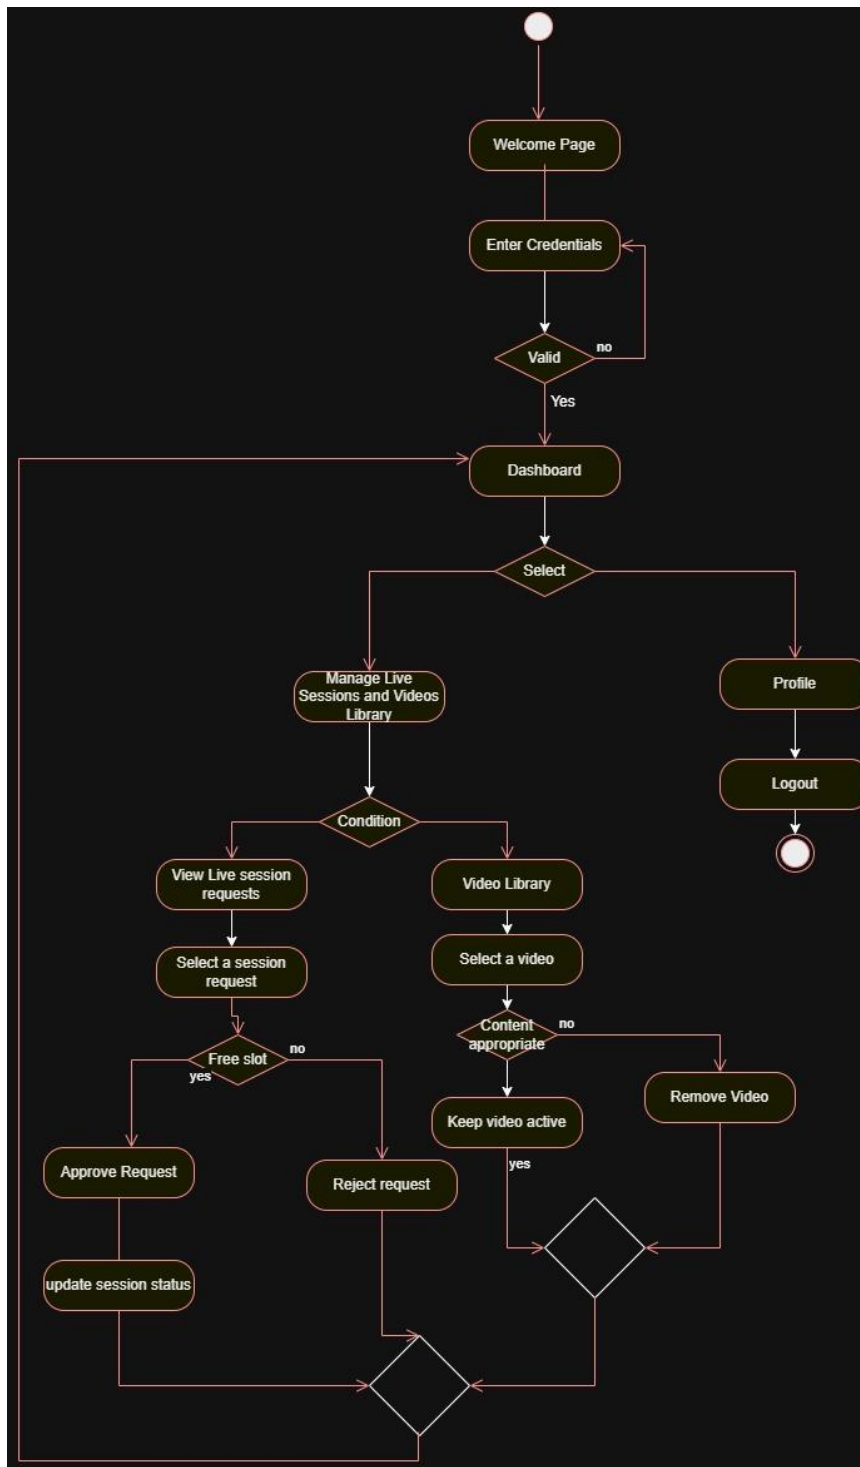 Welcome Page
Enter Credentials
Valid
no
Yes
Dashboard
Select
Manage Live
Sessions and Videos
Library
Profile
Logout
Condition
View Live session
requests
Video Library
Select a session
request
Select a video
Free slot
no
yes
Content
appropriate
no
Remove Video
Keep video active
yes
Approve Request
Reject request
update session status